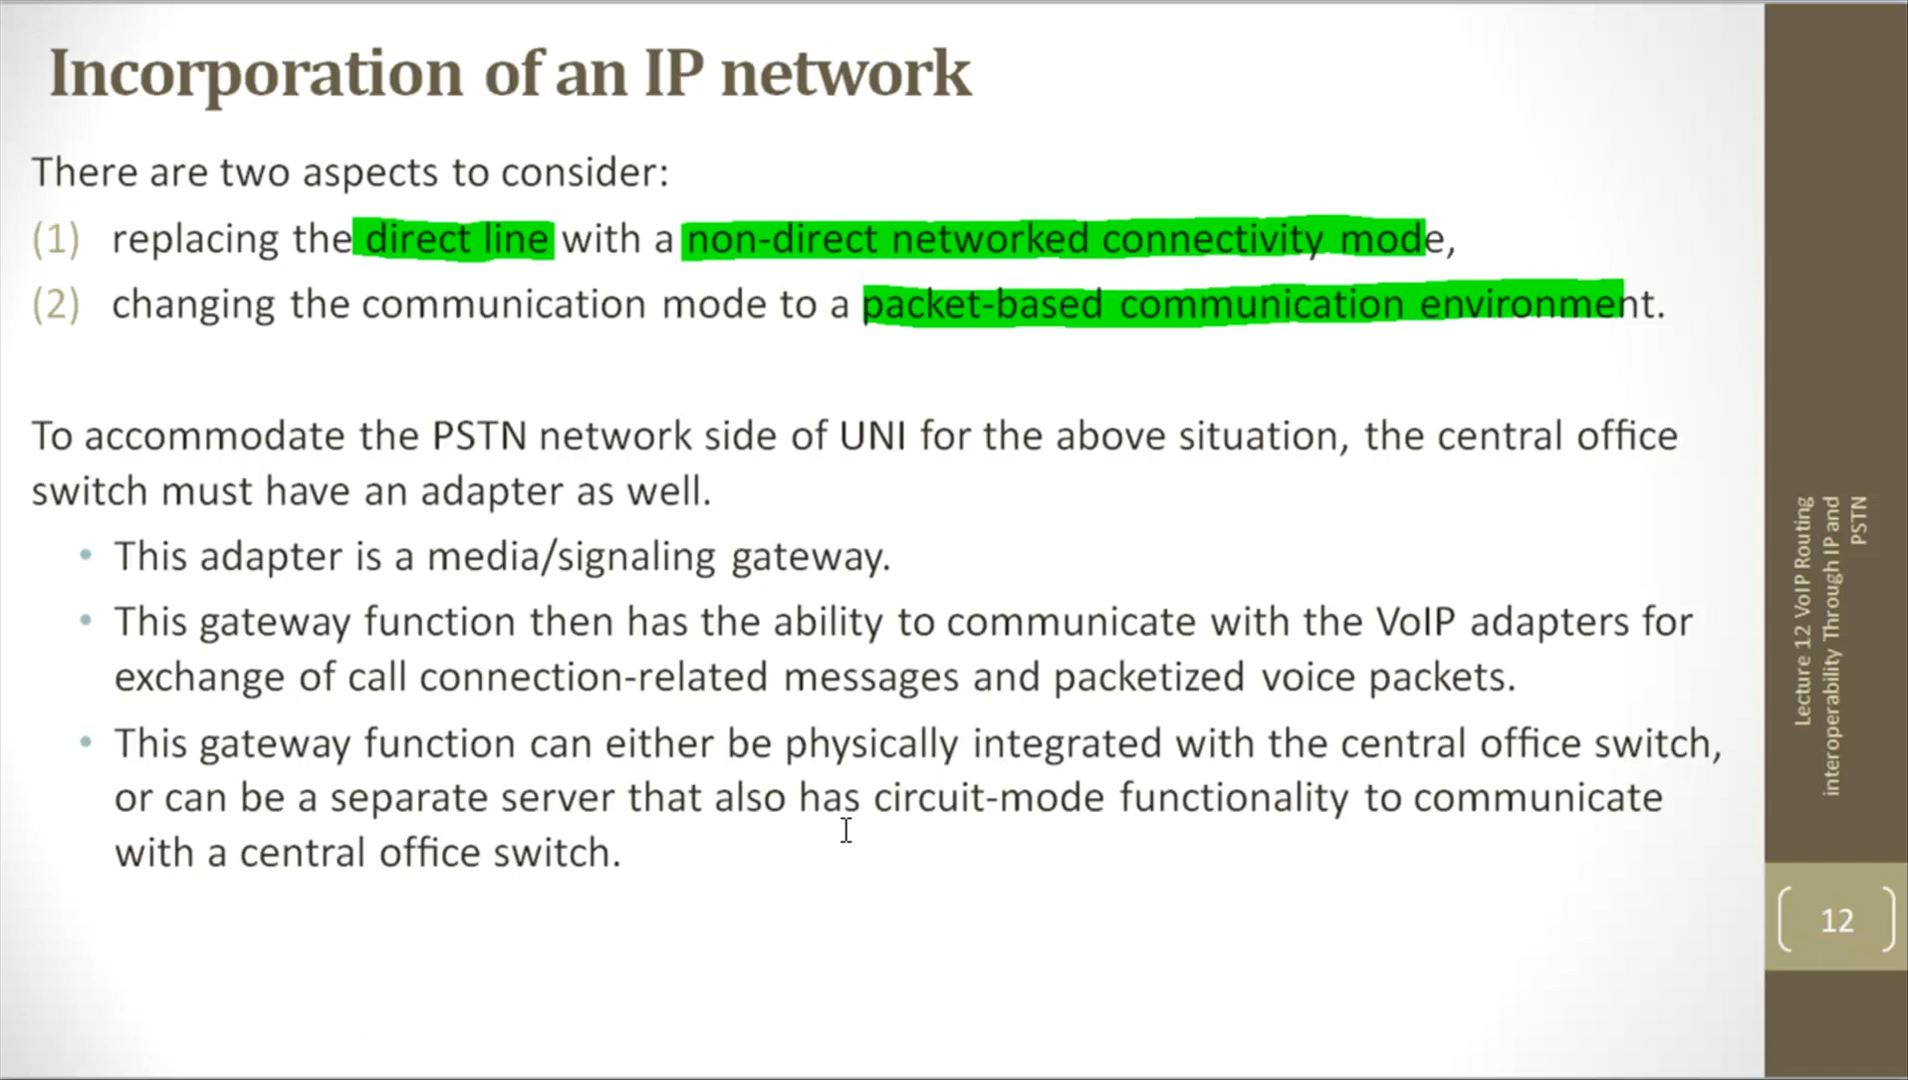 Incorporation of an IP network
There are two aspects to consider:
(1) replacing the direct line with a non-direct networked connectivity mode,
(2) changing the communication mode to a packet-based communication environment.
To accommodate the PSTN network side of UNI for the above situation, the central office
switch must have an adapter as well.
• This adapter is a media/signaling gateway.
• This gateway function then has the ability to communicate with the VoIP adapters for
exchange of call connection-related messages and packetized voice packets.
• This gateway function can either be physically integrated with the central office switch,
or can be a separate server that also has circuit-mode functionality to communicate
with a central office switch.
Lecture 12 VoIP Routing
interoperability Through IP and
PSTN
12